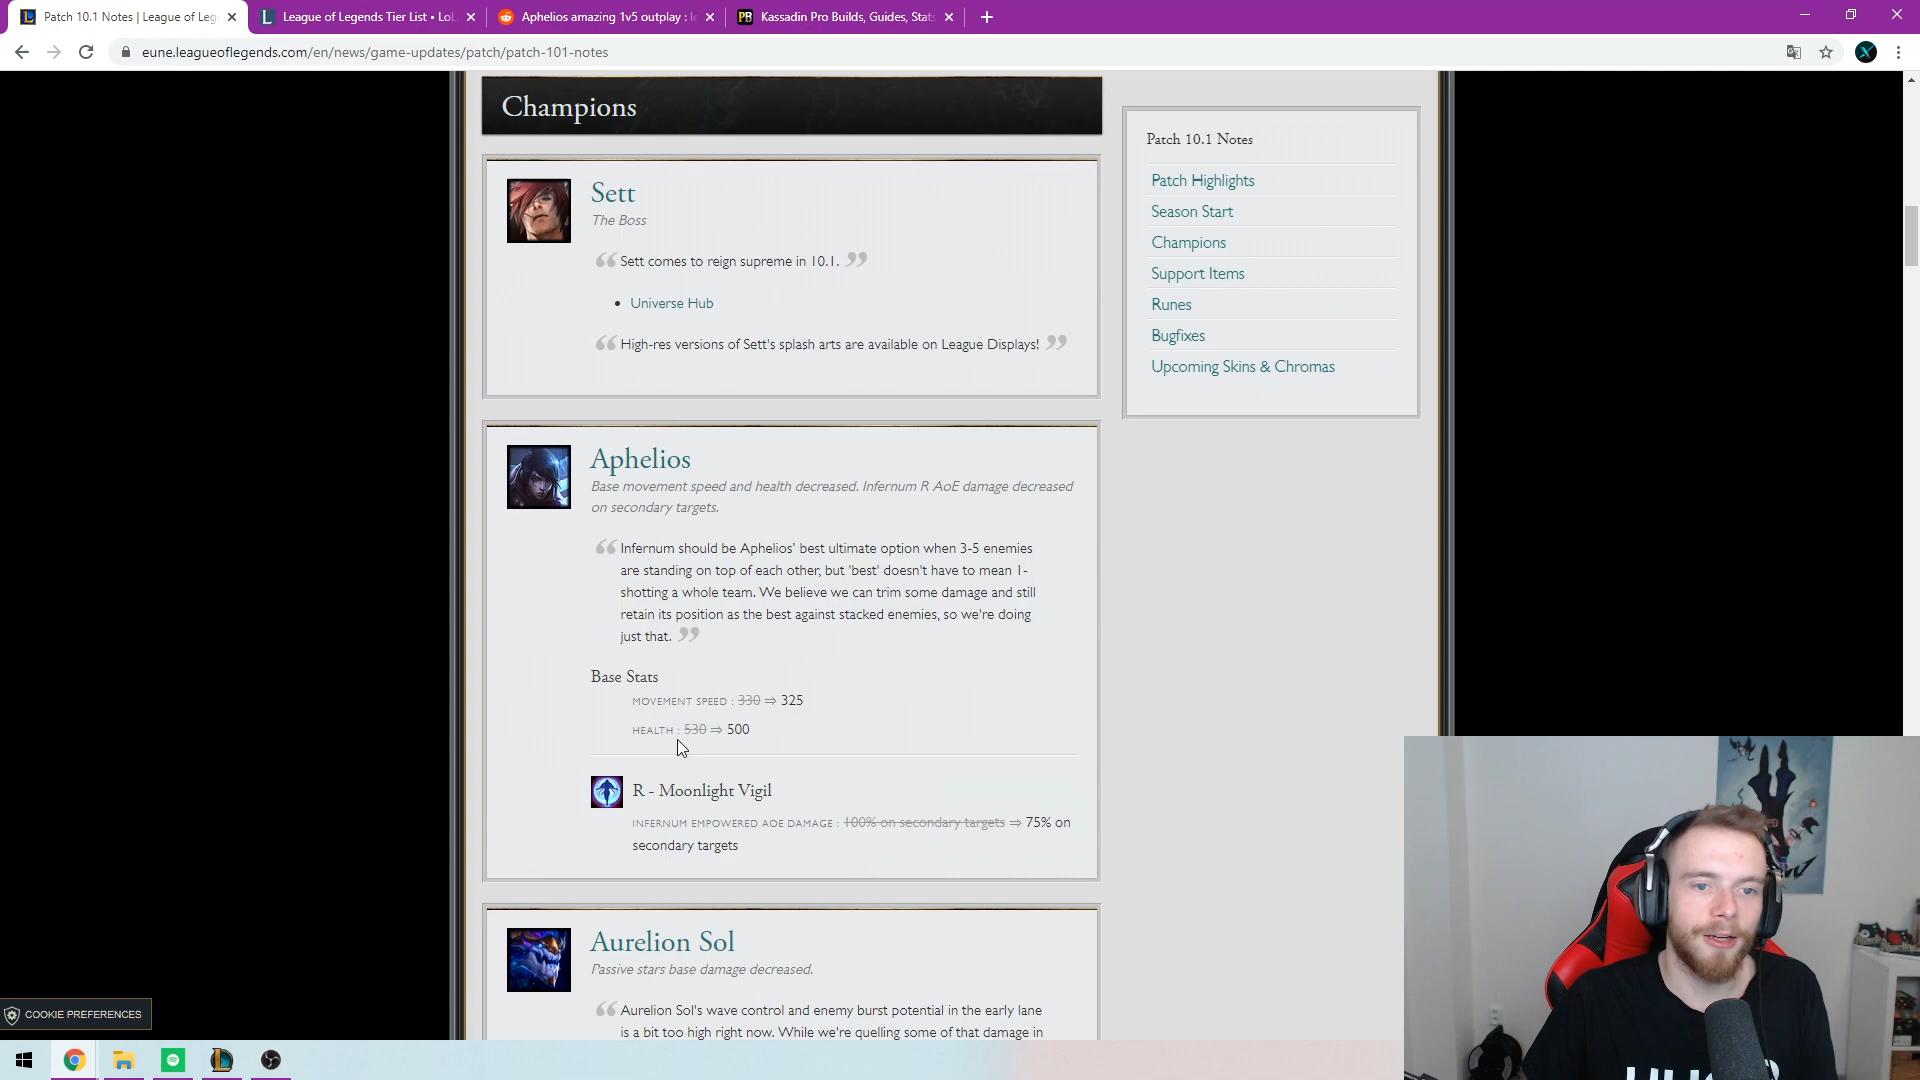 Patch 10.1 Notes | League of Leg
League of Legends Tier List • LoL
Aphelios amazing 1v5 outplay : le
Kassadin Pro Builds, Guides, Stats
eune.leagueoflegends.com/en/news/game-updates/patch/patch-101-notes
Champions
Sett
The Boss
Sett comes to reign supreme in 10.1.
• Universe Hub
High-res versions of Sett's splash arts are available on League Displays!
Aphelios
Base movement speed and health decreased. Infernum R AoE damage decreased
on secondary targets.
Infernum should be Aphelios' best ultimate option when 3-5 enemies
are standing on top of each other, but 'best' doesn't have to mean 1-
shotting a whole team. We believe we can trim some damage and still
retain its position as the best against stacked enemies, so we're doing
just that.
Base Stats
MOVEMENT SPEED : 330 ⇒ 325
HEALTH : 530 ⇒ 500
R - Moonlight Vigil
INFERNUM EMPOWERED AOE DAMAGE : 100% on secondary targets ⇒ 75% on
secondary targets
Aurelion Sol
Passive stars base damage decreased.
Aurelion Sol's wave control and enemy burst potential in the early lane
is a bit too high right now. While we're quelling some of that damage in
Patch 10.1 Notes
Patch Highlights
Season Start
Champions
Support Items
Runes
Bugfixes
Upcoming Skins & Chromas
COOKIE PREFERENCES